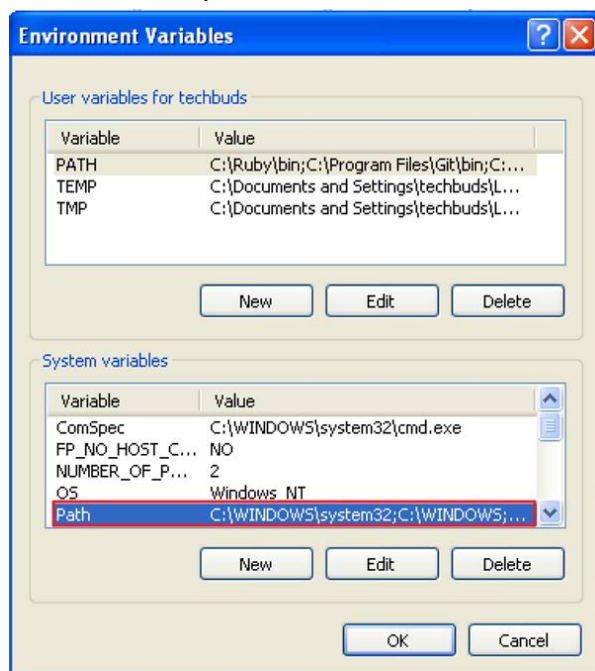 Environment Variables
User variables for techbuds
Variable Value
PATH C:\Ruby\bin;C:\Program Files\Git\bin;C:...
TEMP C:\Documents and Settings\techbuds\L...
TMP C:\Documents and Settings\techbuds\L...
New Edit Delete
System variables
Variable Value
ComSpec C:\WINDOWS\system32\cmd.exe
FP_NO_HOST_C... NO
NUMBER_OF_P... 2
OS Windows_NT
Path C:\WINDOWS\system32;C:\WINDOWS;...
New Edit Delete
OK Cancel